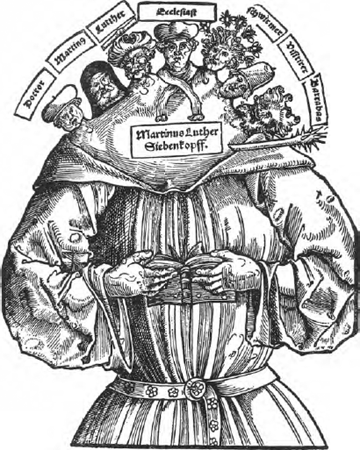 Doctor
Martinus
Luther
Ecclesiast
schwirmer
Visitirer
Barrabas
Martinus Luther
Siebenkopff.